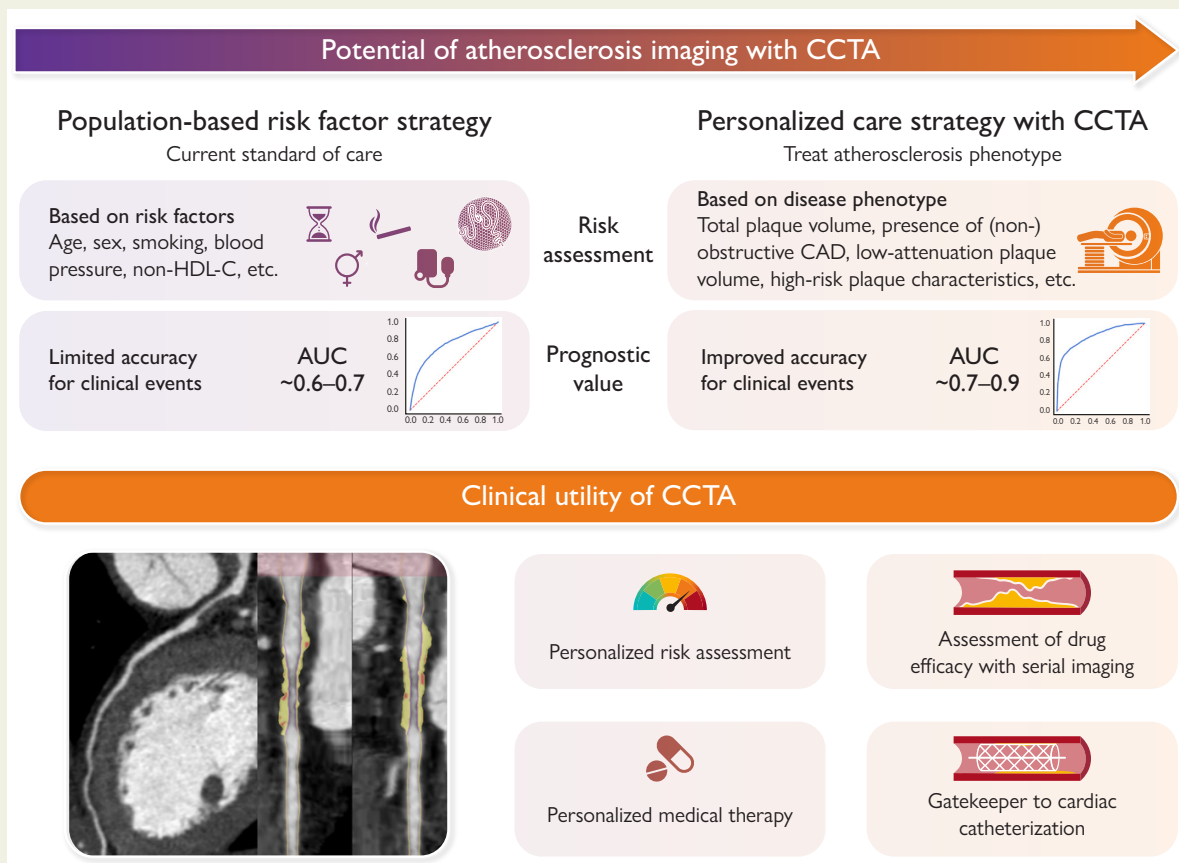 Potential of atherosclerosis imaging with CCTA
Population-based risk factor strategy
Current standard of care
Personalized care strategy with CCTA
Treat atherosclerosis phenotype
Based on risk factors
Age, sex, smoking, blood
pressure, non-HDL-C, etc.
Risk
assessment
Based on disease phenotype
Total plaque volume, presence of (non-)
obstructive CAD, low-attenuation plaque
volume, high-risk plaque characteristics, etc.
Limited accuracy
for clinical events
AUC
~0.6–0.7
1.0
0.8
0.6
0.4
0.2
0.0
0.0 0.2 0.4 0.6 0.8 1.0
Prognostic
value
Improved accuracy
for clinical events
AUC
~0.7–0.9
1.0
0.8
0.6
0.4
0.2
0.0
0.0 0.2 0.4 0.6 0.8 1.0
Clinical utility of CCTA
Personalized risk assessment
Assessment of drug
efficacy with serial imaging
Personalized medical therapy
Gatekeeper to cardiac
catheterization